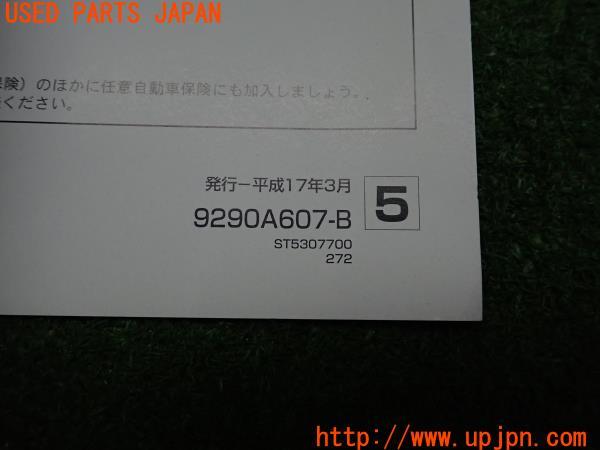 USED PARTS JAPAN
険）のほかに任意自動車保険にも加入しましょう。
ください。
発行－平成17年3月
5
9290A607-B
ST5307700
272
http://www.upjpn.com/